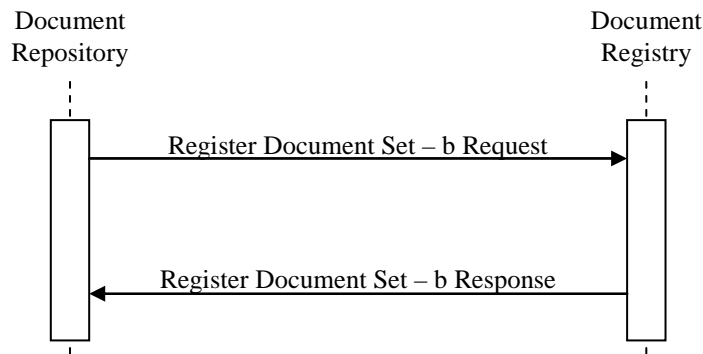 Document
Repository
Document
Registry
Register Document Set – b Request
Register Document Set – b Response